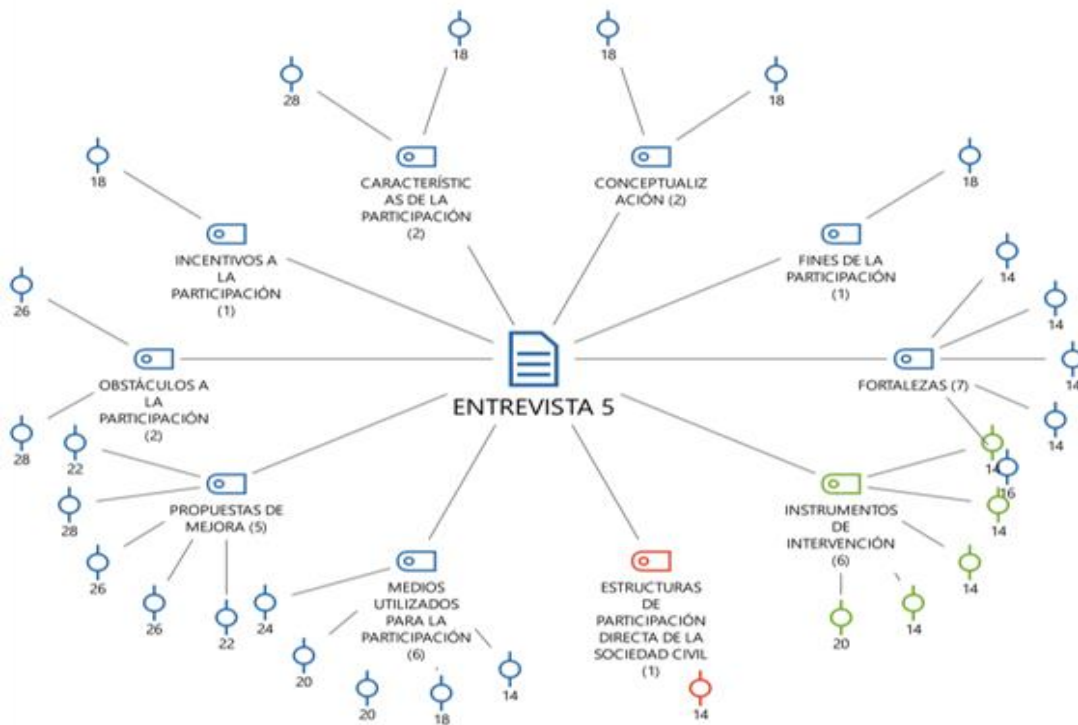 18
18
28
CARACTERÍSTIC
AS DE LA
PARTICIPACIÓN
(2)
18
18
CONCEPTUALIZ
ACIÓN (2)
18
INCENTIVOS A
LA
PARTICIPACIÓN
(1)
18
FINES DE LA
PARTICIPACIÓN
(1)
26
28
OBSTÁCULOS A
LA
PARTICIPACIÓN
(2)
ENTREVISTA 5
14
14
14
14
16
FORTALEZAS (7)
22
28
26
26
22
PROPUESTAS DE
MEJORA (5)
24
20
20
18
14
MEDIOS
UTILIZADOS
PARA LA
PARTICIPACIÓN
(6)
ESTRUCTURAS
DE
PARTICIPACIÓN
DIRECTA DE LA
SOCIEDAD CIVIL
(1)
14
INSTRUMENTOS
DE
INTERVENCIÓN
(6)
14
14
14
14
20